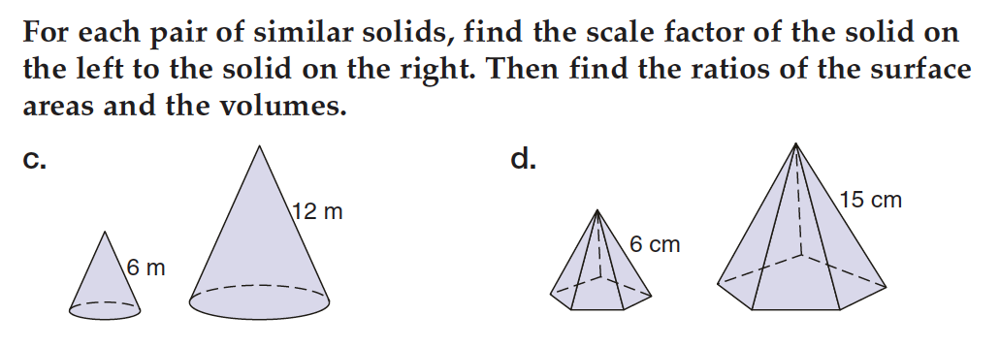 For each pair of similar solids, find the scale factor of the solid on
the left to the solid on the right. Then find the ratios of the surface
areas and the volumes.
c.
6 m
12 m
d.
6 cm
15 cm